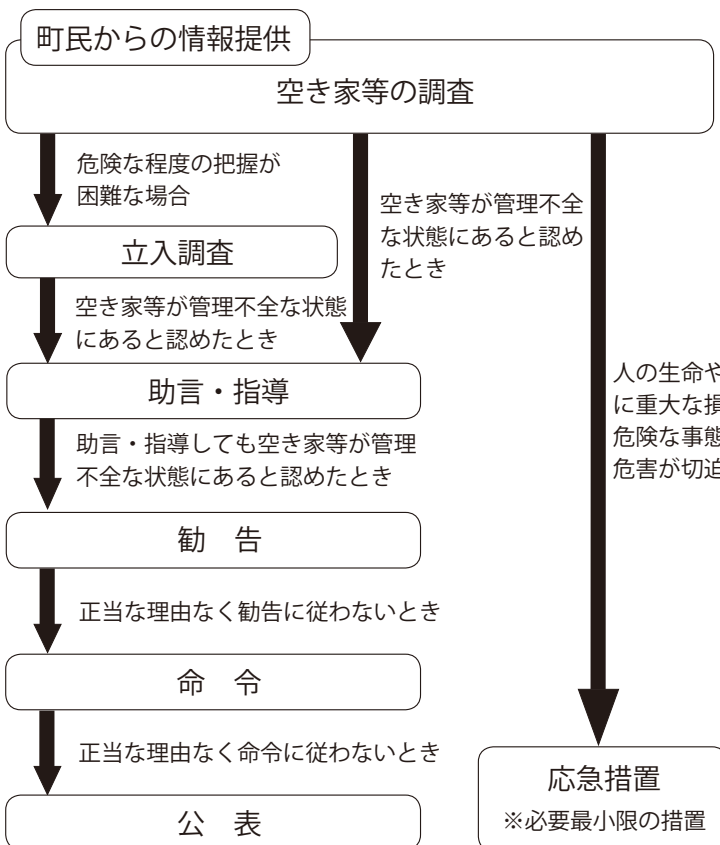 町民からの情報提供
空き家等の調査
危険な程度の把握が
困難な場合
空き家等が管理不全
な状態にあると認め
たとき
立入調査
空き家等が管理不全な状態
にあると認めたとき
助言・指導
人の生命や
に重大な損
危険な事態
危害が切迫
助言・指導しても空き家等が管理
不全な状態にあると認めたとき
勧　告
正当な理由なく勧告に従わないとき
命　令
正当な理由なく命令に従わないとき
公　表
応急措置
※必要最小限の措置